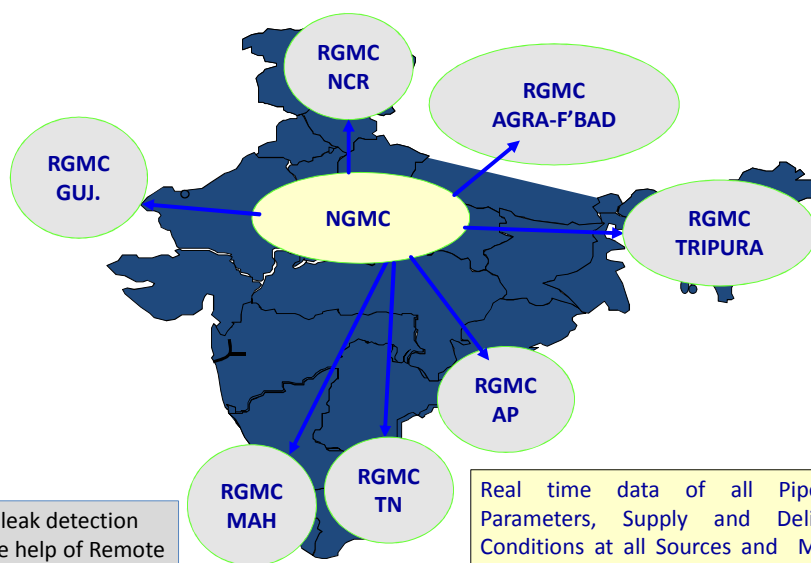 RGMC
NCR
RGMC
AGRA-F'BAD
RGMC
GUJ.
NGMC
RGMC
TRIPURA
RGMC
AP
RGMC
MAH
RGMC
TN
leak detection
help of Remote
Real time data of all
Parameters, Supply and
Conditions at all Sources and